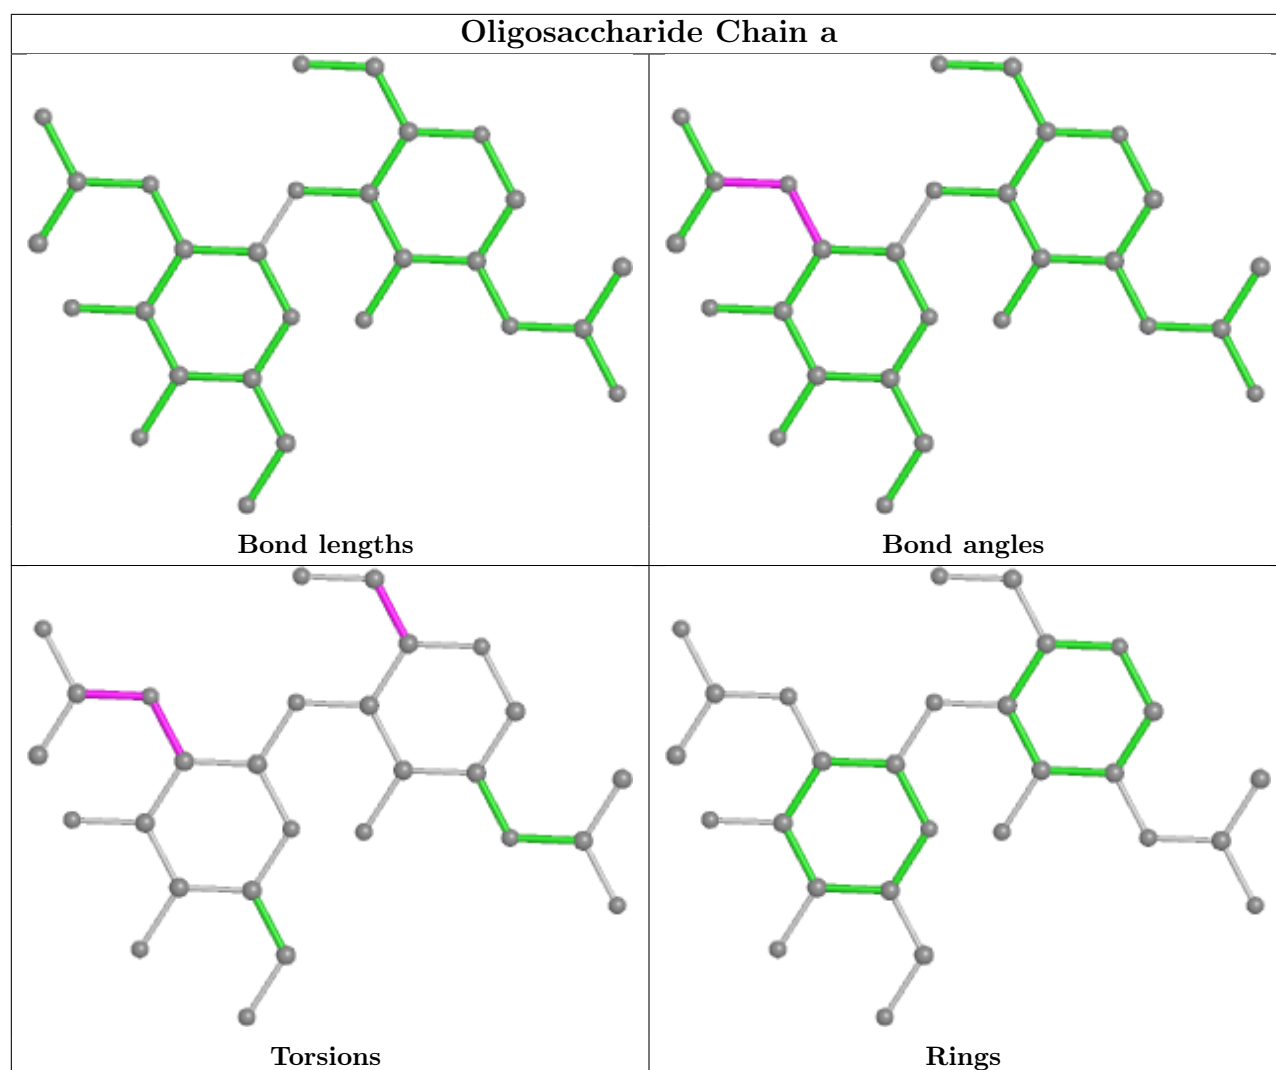 Oligosaccharide Chain a
Bond lengths
Bond angles
Torsions
Rings